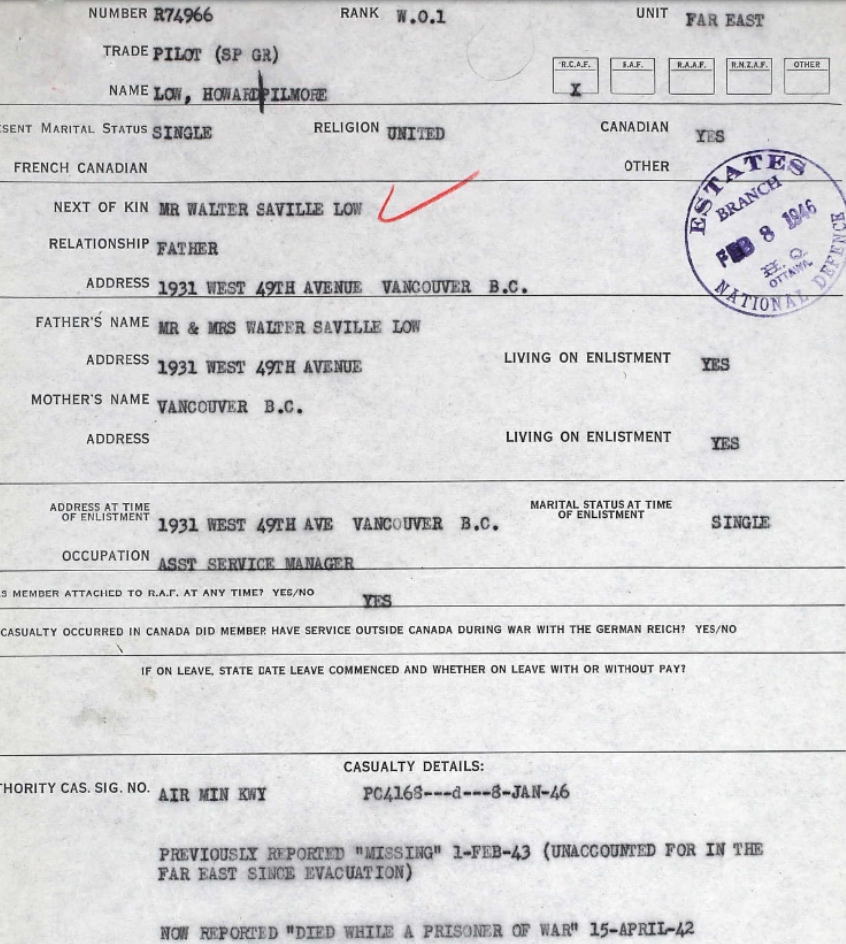 NUMBER R74966 RANK W.O.1 UNIT FAR EAST
TRADE PILOT (SP GR)
R.C.A.F. R.A.F. R.A.A.F. R.N.Z.A.F. OTHER
X
NAME LOW, HOWARD PILMORE
ESENT MARITAL STATUS SINGLE RELIGION UNITED CANADIAN YES
FRENCH CANADIAN OTHER
ESTATES
BRANCH
FEB 8 1946
H.Q.
OTTAWA
NATIONAL DEFENCE
NEXT OF KIN MR WALTER SAVILLE LOW
RELATIONSHIP FATHER
ADDRESS 1931 WEST 49TH AVENUE VANCOUVER B.C.
FATHER'S NAME MR & MRS WALTER SAVILLE LOW
ADDRESS 1931 WEST 49TH AVENUE LIVING ON ENLISTMENT YES
MOTHER'S NAME VANCOUVER B.C.
ADDRESS LIVING ON ENLISTMENT YES
ADDRESS AT TIME OF ENLISTMENT 1931 WEST 49TH AVE VANCOUVER B.C. MARITAL STATUS AT TIME OF ENLISTMENT SINGLE
OCCUPATION ASST SERVICE MANAGER
S MEMBER ATTACHED TO R.A.F. AT ANY TIME? YES/NO YES
CASUALTY OCCURRED IN CANADA DID MEMBER HAVE SERVICE OUTSIDE CANADA DURING WAR WITH THE GERMAN REICH? YES/NO
IF ON LEAVE, STATE DATE LEAVE COMMENCED AND WHETHER ON LEAVE WITH OR WITHOUT PAY?
CASUALTY DETAILS:
THORITY CAS. SIG. NO. AIR MIN KWY PC4168---d---8-JAN-46
PREVIOUSLY REPORTED "MISSING" 1-FEB-43 (UNACCOUNTED FOR IN THE
FAR EAST SINCE EVACUATION)
NOW REPORTED "DIED WHILE A PRISONER OF WAR" 15-APRIL-42